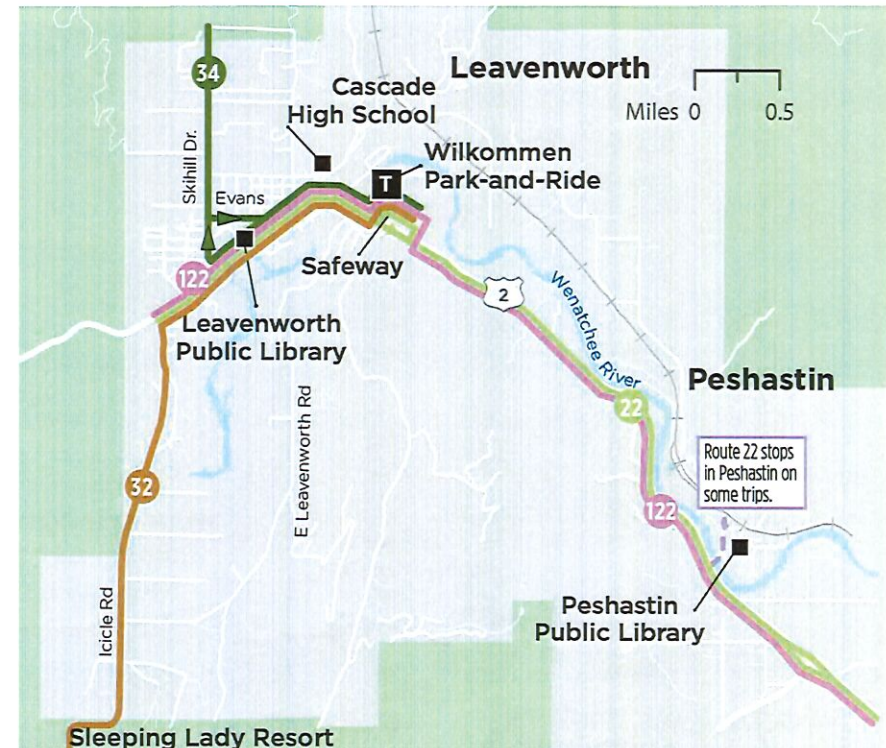 34
Leavenworth
Cascade
High School
Miles 0 0.5
Wilkommen
Park-and-Ride
T
Skihill Dr.
Evans
Safeway
122
2
Leavenworth
Public Library
Wenatchee River
Peshastin
22
E Leavenworth Rd
Route 22 stops
in Peshastin on
some trips.
32
122
Icicle Rd
Peshastin
Public Library
Sleeping Lady Resort